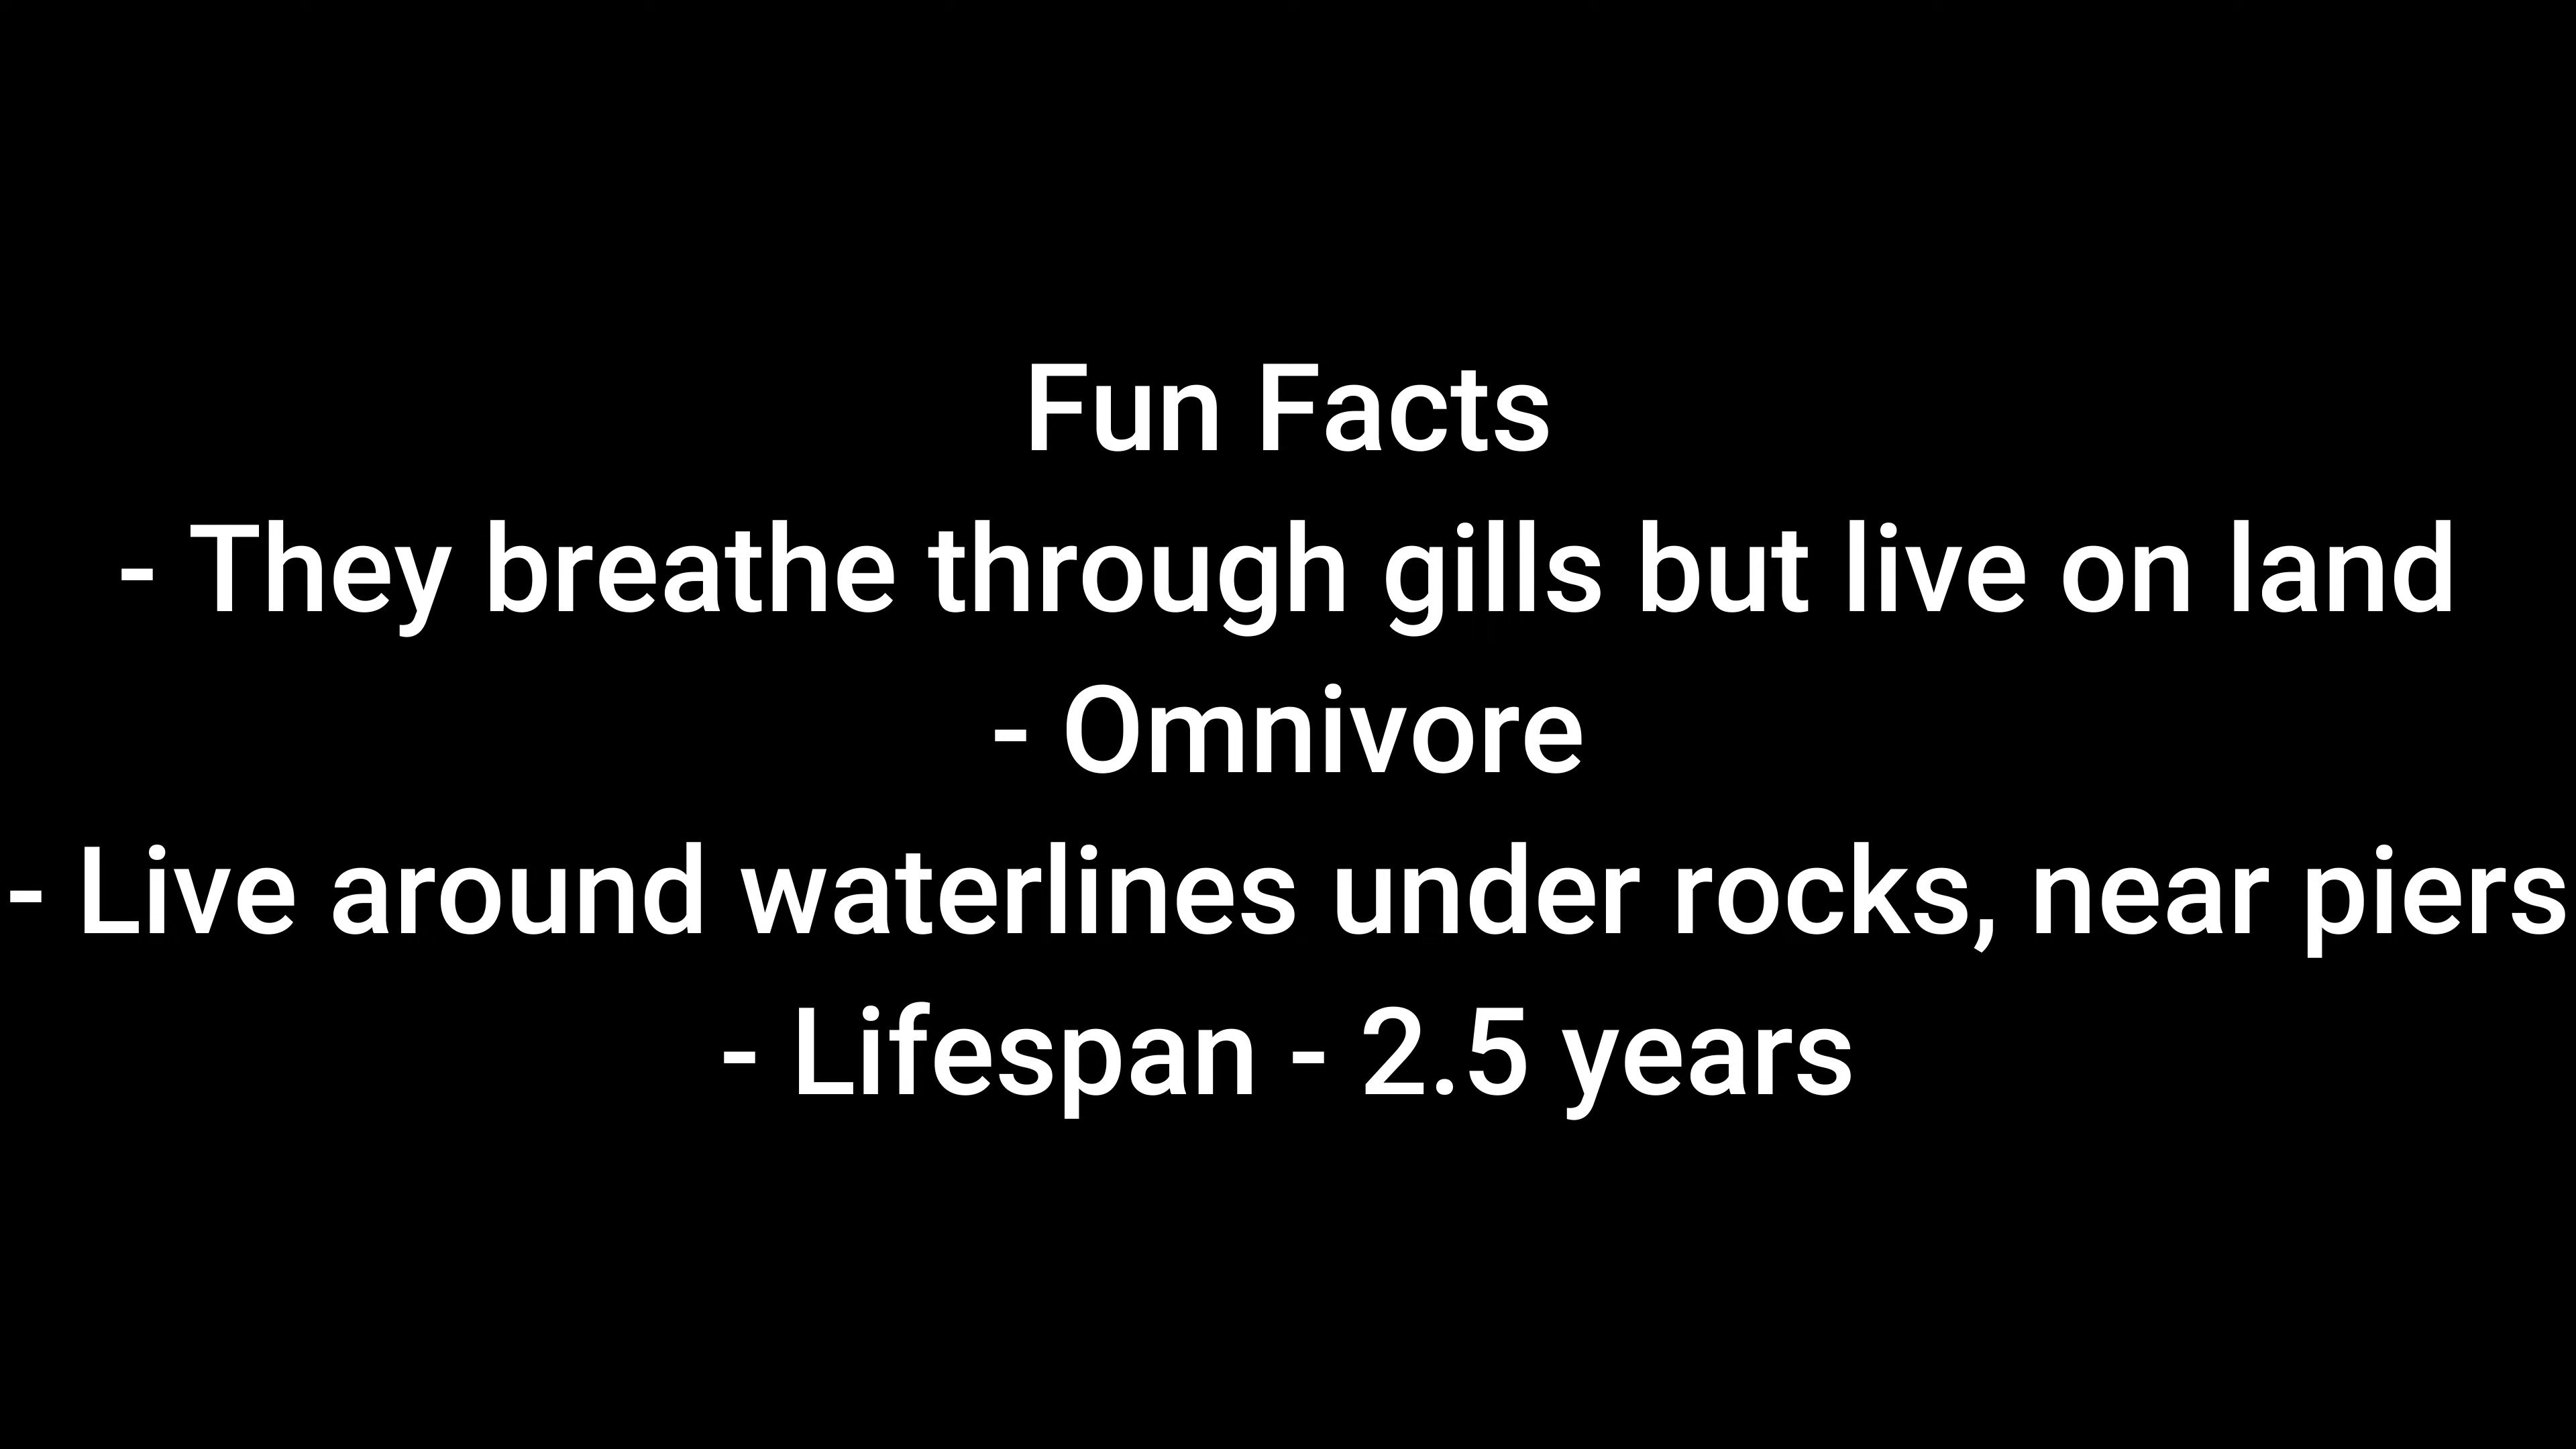 Fun Facts
- They breathe through gills but live on land
- Omnivore
- Live around waterlines under rocks, near piers
- Lifespan - 2.5 years